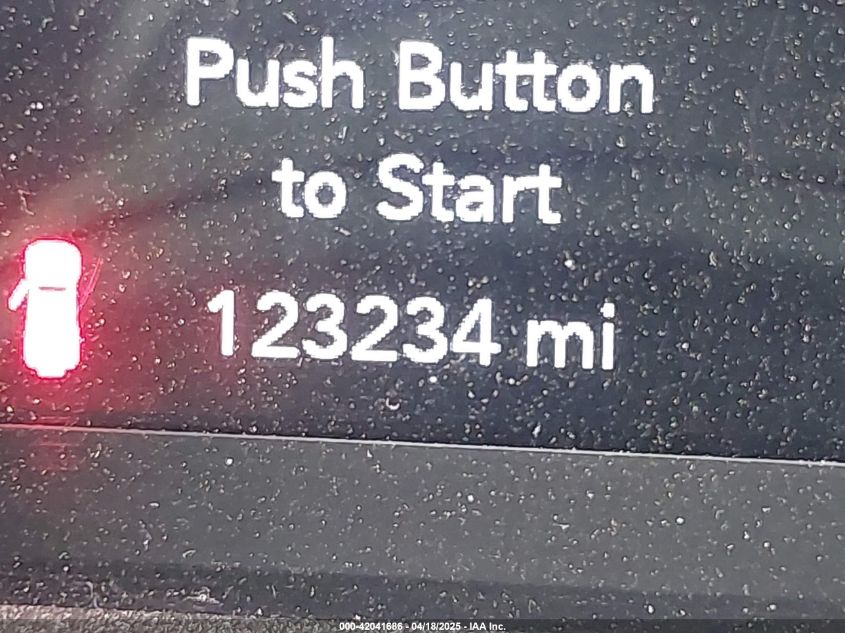 Push Button
to Start
123234 mi
000-42041686 - 04/18/2025 - IAA Inc.